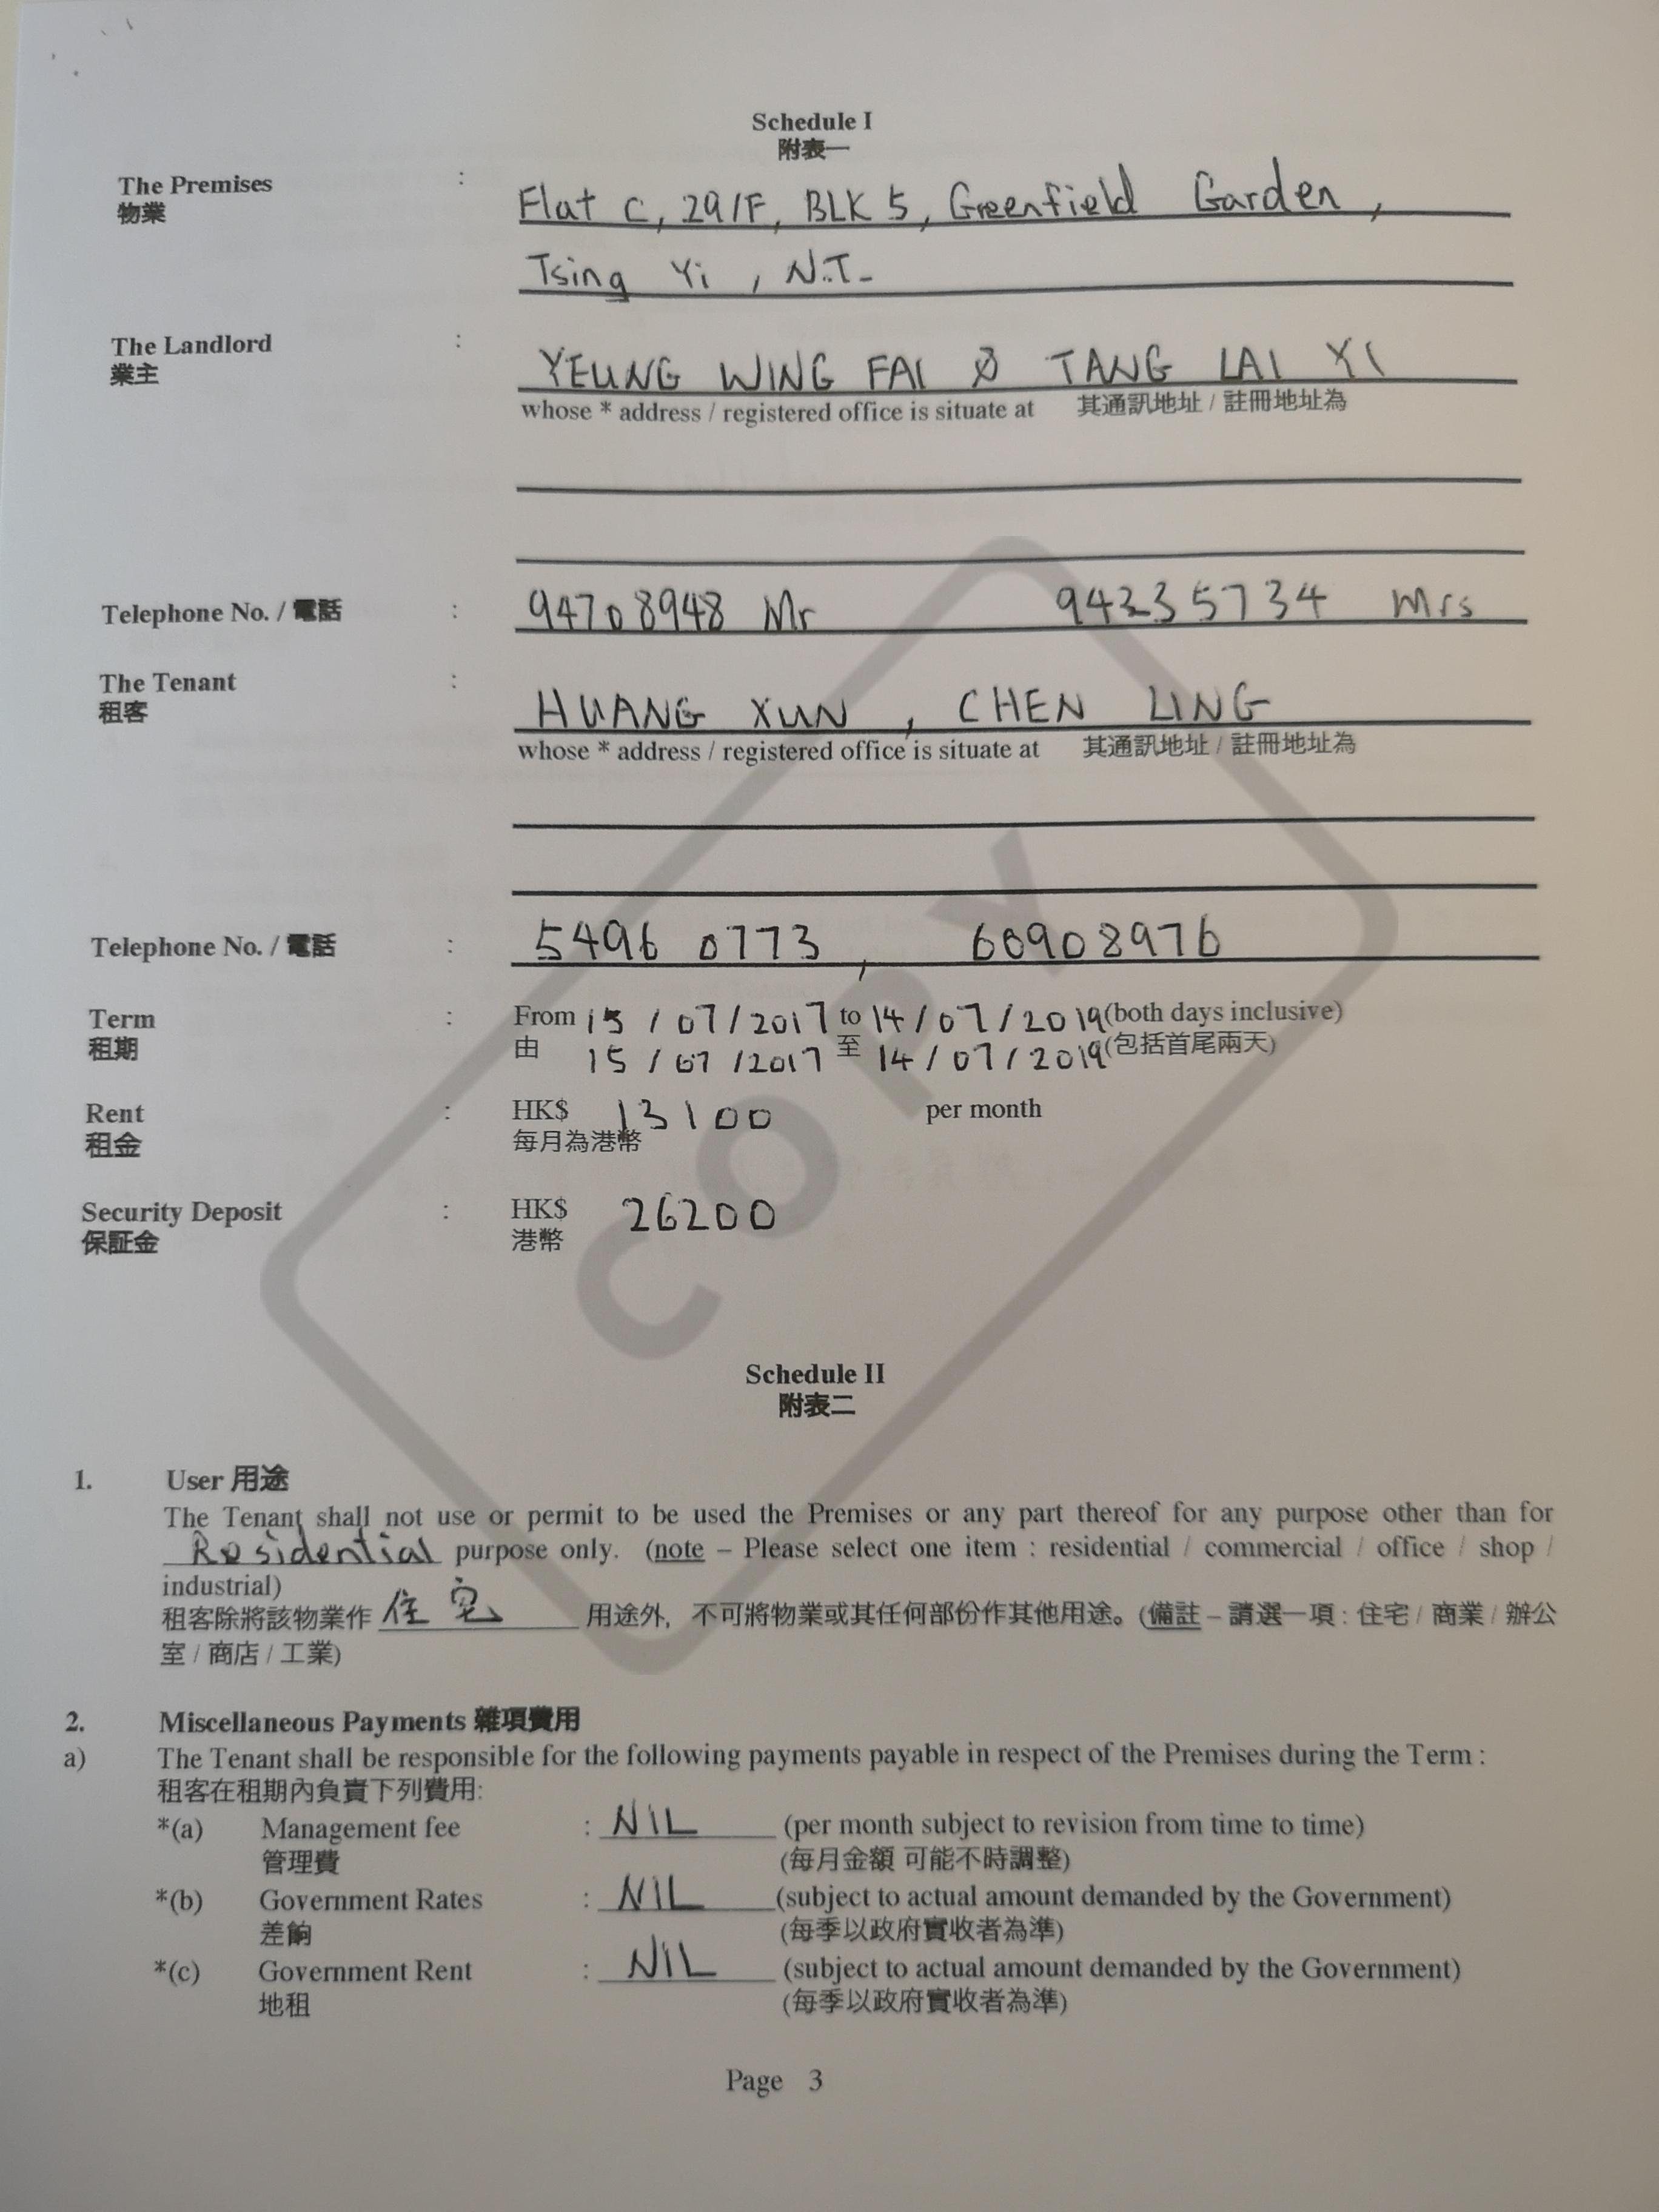 Schedule I
附表一
The Premises : Flat C, 29/F, BLK 5, Greenfield Garden,
物業
Tsing Yi, N.T.
The Landlord : YEUNG WING FAI & TANG LAI YI
業主
whose * address / registered office is situate at 其通訊地址 / 註冊地址為
Telephone No. / 電話 : 94708948 Mr 94235734 Mrs
The Tenant : HUANG XUN, CHEN LING
租客
whose * address / registered office is situate at 其通訊地址 / 註冊地址為
Telephone No. / 電話 : 5496 0773, 60908976
Term : From 15/07/2017 to 14/07/2019 (both days inclusive)
租期 由 15/07/2017 至 14/07/2019 (包括首尾兩天)
Rent : HK$ 13100 per month
租金 每月為港幣
Security Deposit : HK$ 26200
保証金 港幣
COPY
Schedule II
附表二
1. User 用途
The Tenant shall not use or permit to be used the Premises or any part thereof for any purpose other than for
Residential purpose only. (note – Please select one item : residential / commercial / office / shop /
industrial)
租客除將該物業作 住宅 用途外, 不可將物業或其任何部份作其他用途。(備註 – 請選一項 : 住宅 / 商業 / 辦公
室 / 商店 / 工業)
2. Miscellaneous Payments 雜項費用
a) The Tenant shall be responsible for the following payments payable in respect of the Premises during the Term :
租客在租期內負責下列費用:
*(a) Management fee : NIL (per month subject to revision from time to time)
管理費 (每月金額 可能不時調整)
*(b) Government Rates : NIL (subject to actual amount demanded by the Government)
差餉 (每季以政府實收者為準)
*(c) Government Rent : NIL (subject to actual amount demanded by the Government)
地租 (每季以政府實收者為準)
Page 3